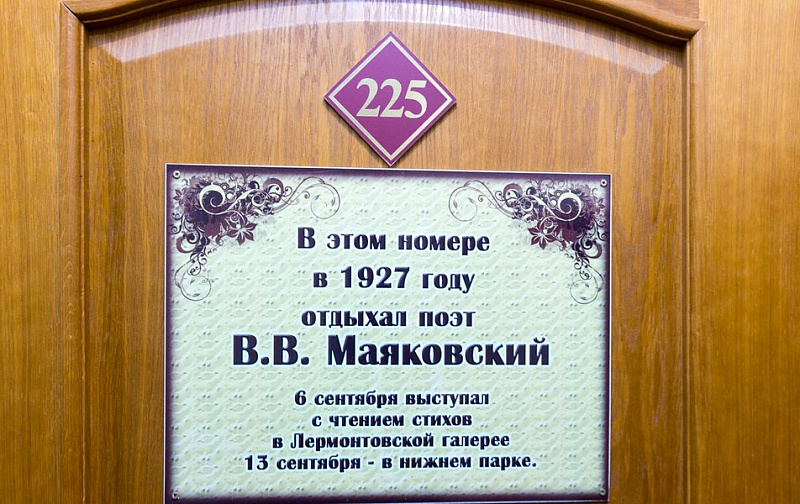 225
В этом номере
в 1927 году
отдыхал поэт
В.В. Маяковский
6 сентября выступал
с чтением стихов
в Лермонтовской галерее
13 сентября - в нижнем парке.